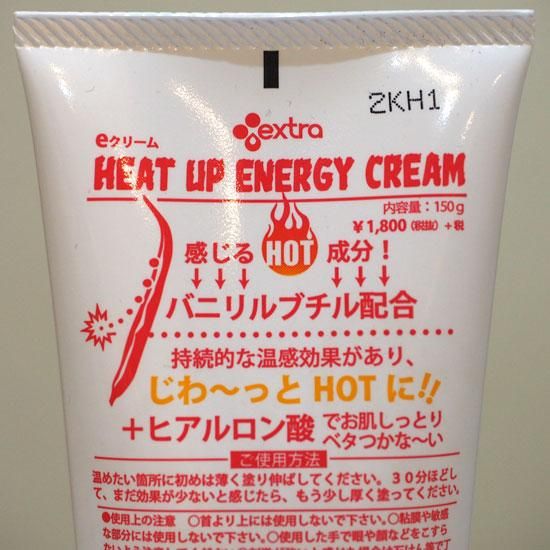 ZKH1
extra
eクリーム
HEAT UP ENERGY CREAM
内容量：150g
￥1,800（税抜）＋税
感じる HOT 成分！
↓↓↓ ↓↓↓
バニリルブチル配合
持続的な温感効果があり、
じわ～っと HOT に!!
＋ヒアルロン酸 でお肌しっとり
ベタつかな～い
ご使用方法
温めたい箇所に初めは薄く塗り伸ばしてください。３０分ほどし
て、まだ効果が少ないと感じたら、もう少し厚く塗ってください。
●使用上の注意 ○首より上には使用しないで下さい。○粘膜や敏感
な部分には使用しないで下さい。○使用した手で眼や顔などをこすら